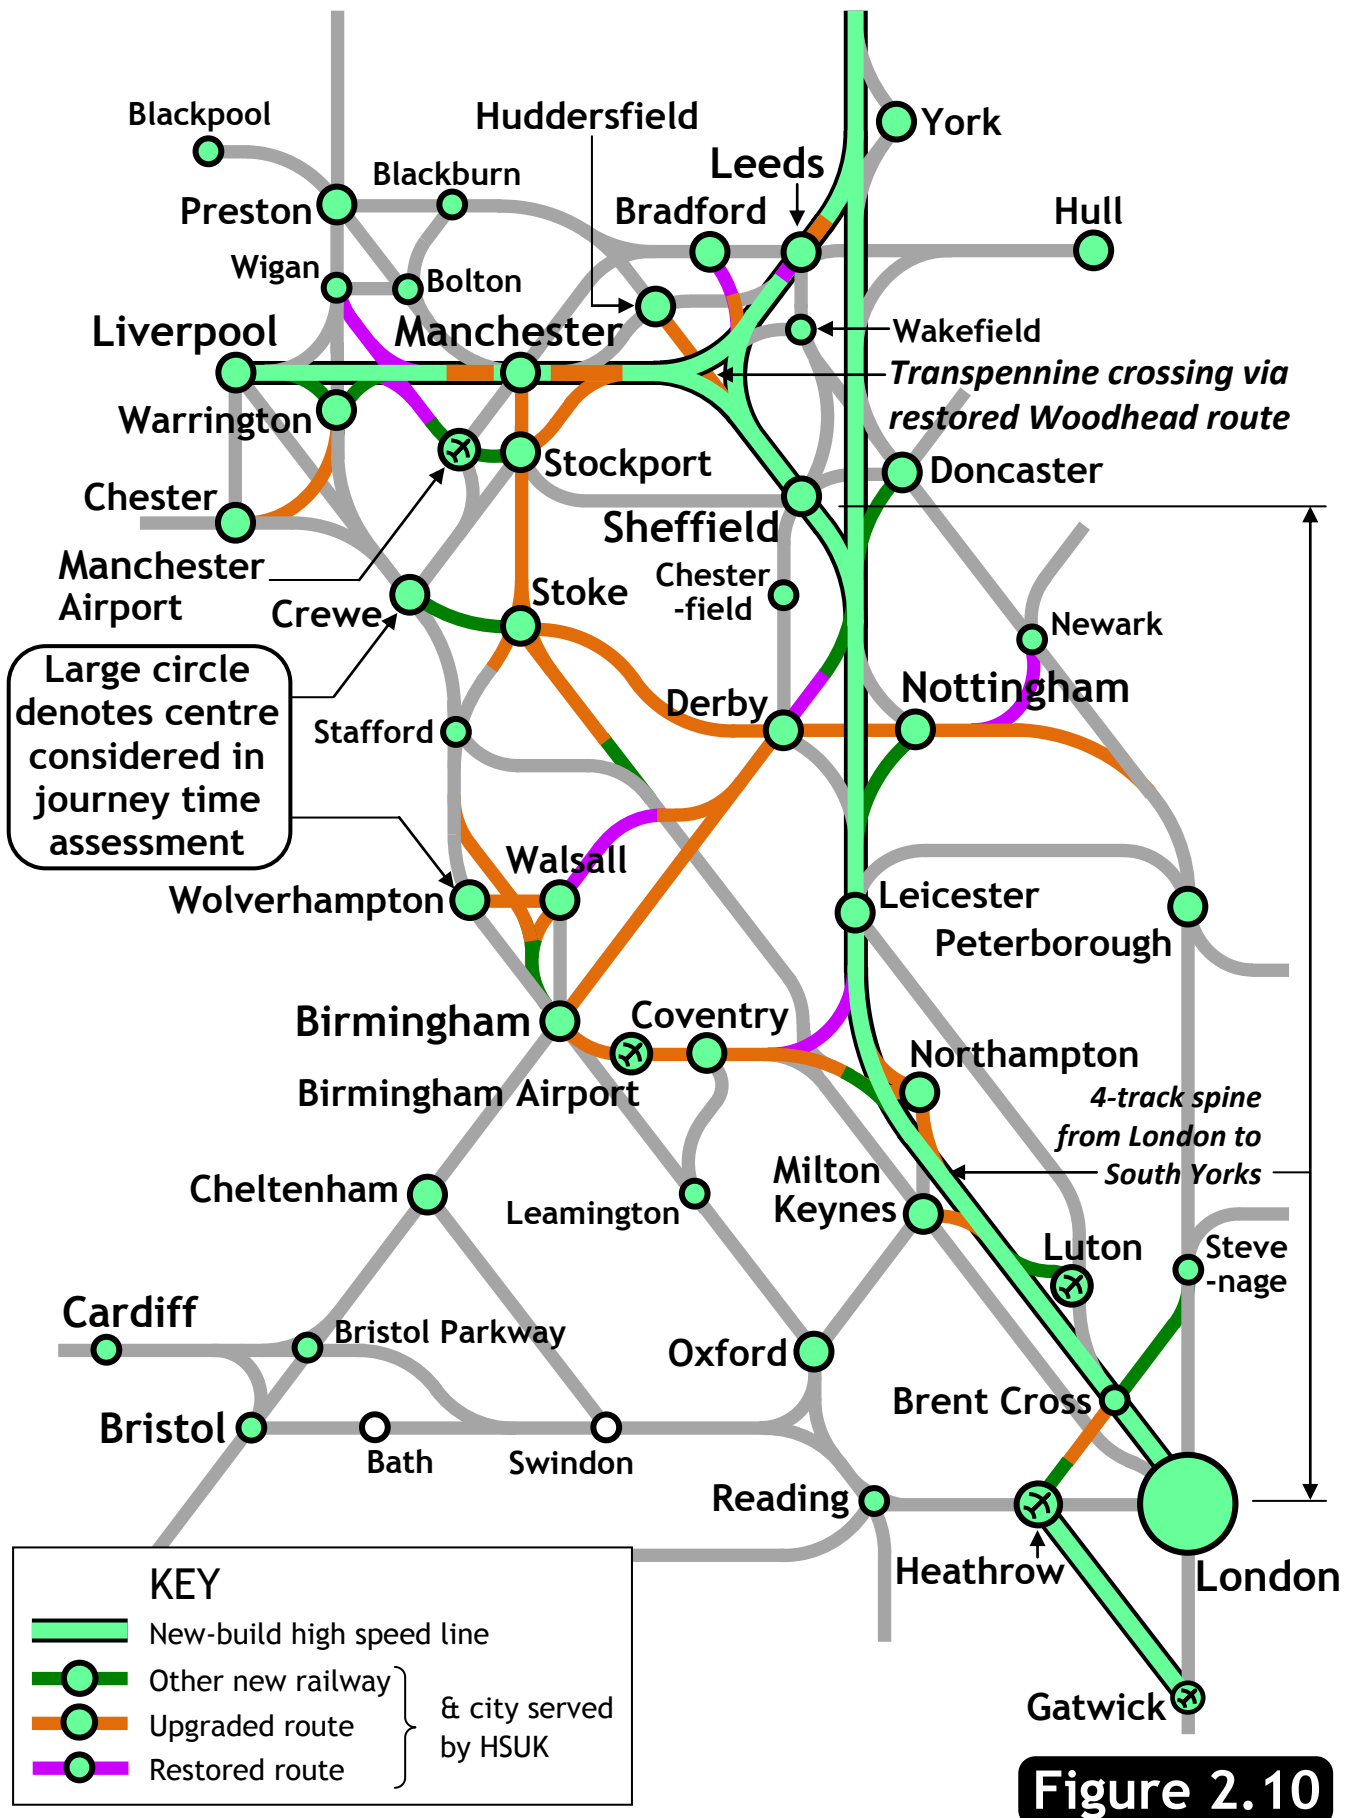 Blackpool
Huddersfield
York
Leeds
Blackburn
Preston
Bradford
Hull
Wigan
Bolton
Liverpool
Manchester
Wakefield
Transpennine crossing via
restored Woodhead route
Warrington
Stockport
Doncaster
Chester
Sheffield
Manchester
Airport
Chester
-field
Crewe
Stoke
Newark
Large circle
denotes centre
considered in
journey time
assessment
Nottingham
Derby
Stafford
Walsall
Wolverhampton
Leicester
Peterborough
Birmingham
Coventry
Northampton
Birmingham Airport
4-track spine
from London to
South Yorks
Milton
Keynes
Cheltenham
Leamington
Luton
Steve
-nage
Cardiff
Bristol Parkway
Oxford
Brent Cross
Bristol
Bath
Swindon
Reading
Heathrow
London
KEY
New-build high speed line
Other new railway
Upgraded route
Restored route
& city served
by HSUK
Gatwick
Figure 2.10